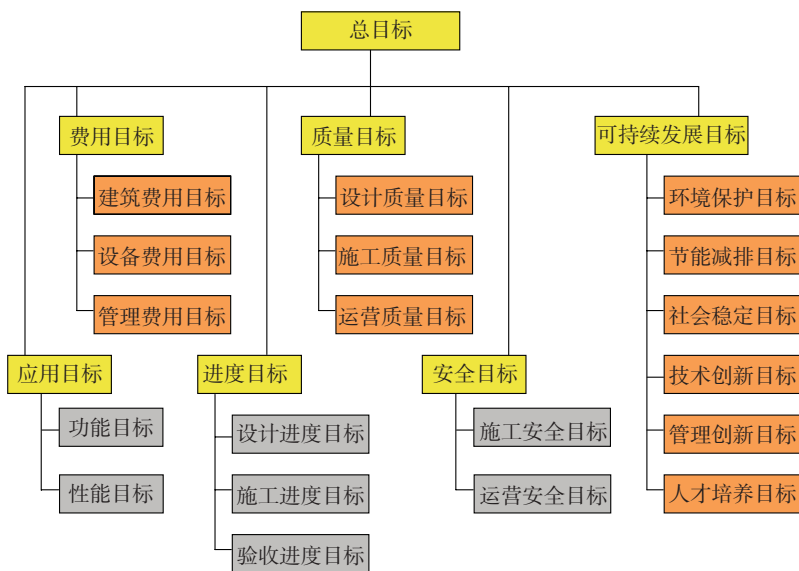 总目标
费用目标
建筑费用目标
设备费用目标
管理费用目标
质量目标
设计质量目标
施工质量目标
运营质量目标
可持续发展目标
环境保护目标
节能减排目标
社会稳定目标
技术创新目标
管理创新目标
人才培养目标
应用目标
功能目标
性能目标
进度目标
设计进度目标
施工进度目标
验收进度目标
安全目标
施工安全目标
运营安全目标